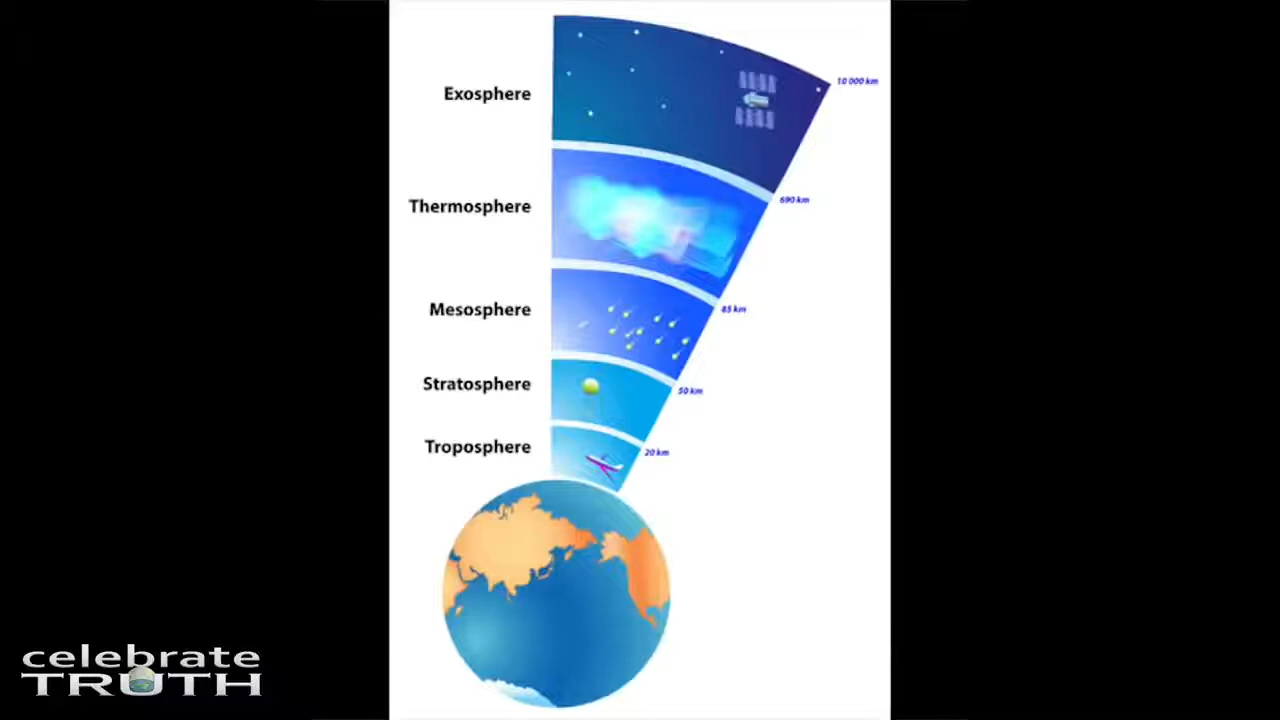 10 000 km
Exosphere
690 km
Thermosphere
85 km
Mesosphere
50 km
Stratosphere
20 km
Troposphere
celebrate
TRUTH